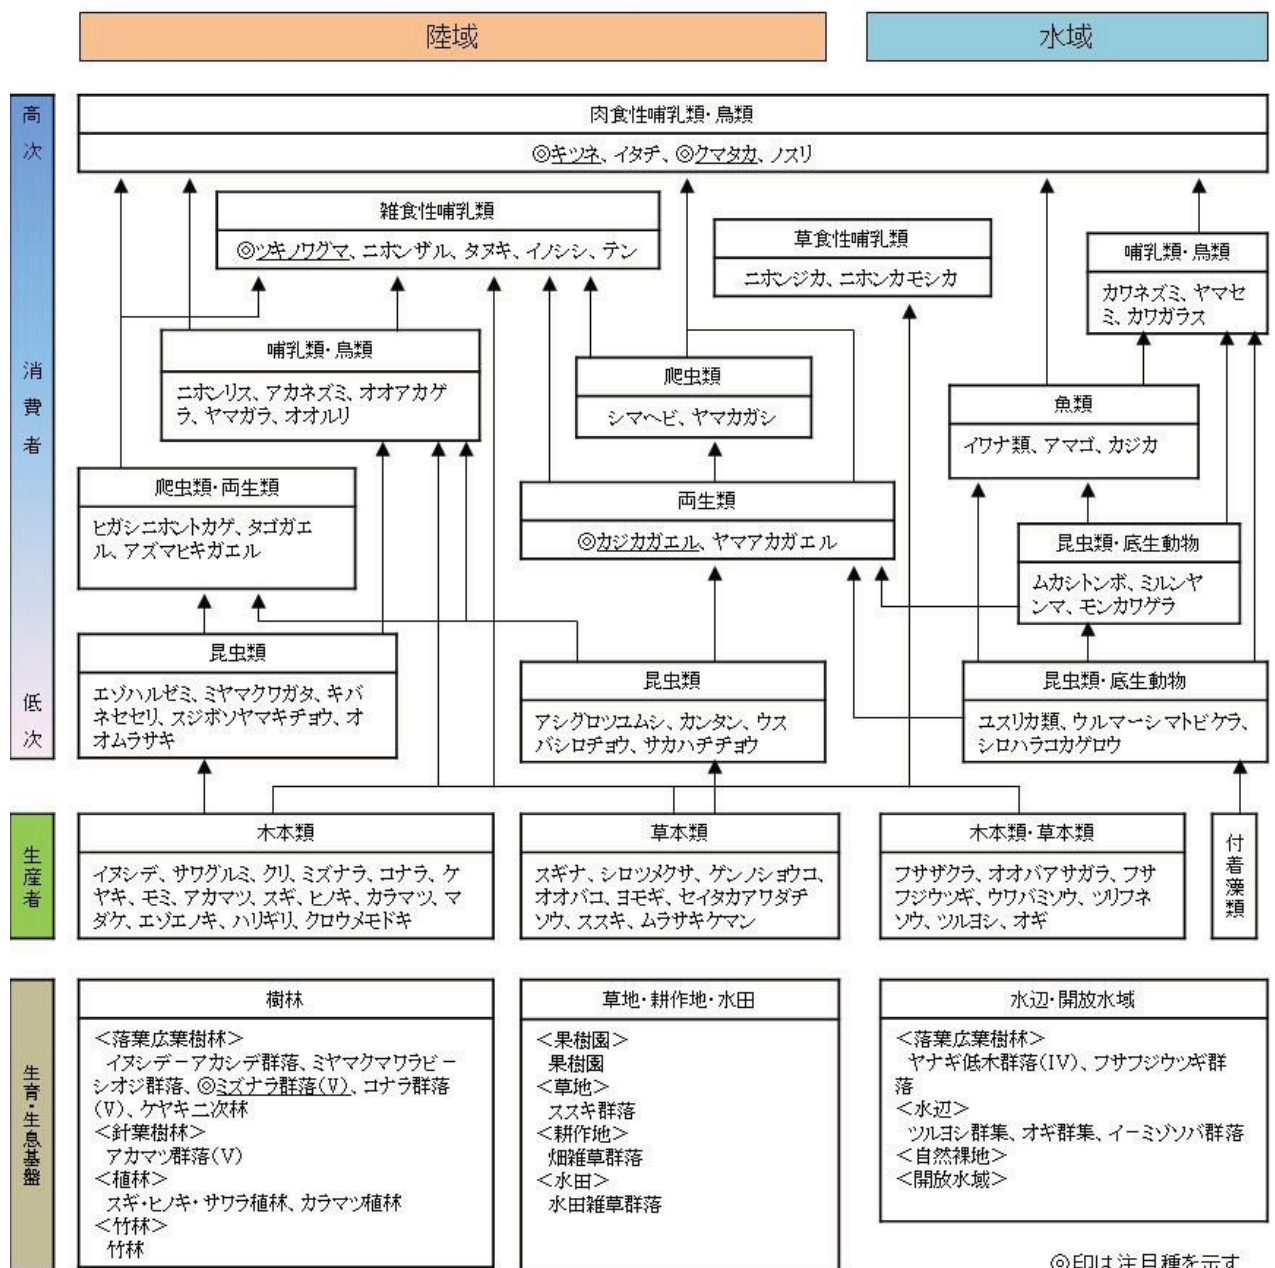 陸域
水域
高次
消費者
低次
肉食性哺乳類・鳥類
◎キツネ、イタチ、◎クマタカ、ノスリ
雑食性哺乳類
◎ツキノワグマ、ニホンザル、タヌキ、イノシシ、テン
草食性哺乳類
ニホンジカ、ニホンカモシカ
哺乳類・鳥類
カワネズミ、ヤマセ
ミ、カワガラス
哺乳類・鳥類
ニホンリス、アカネズミ、オオアカゲ
ラ、ヤマガラ、オオルリ
爬虫類
シマヘビ、ヤマカガシ
魚類
イワナ類、アマゴ、カジカ
爬虫類・両生類
ヒガシニホントカゲ、タゴガエ
ル、アズマヒキガエル
両生類
◎カジカガエル、ヤマアカガエル
昆虫類・底生動物
ムカシトンボ、ミルンヤ
ンマ、モンカワゲラ
昆虫類
エゾハルゼミ、ミヤマクワガタ、キバ
ネセセリ、スジボソヤマキチョウ、オ
オムラサキ
昆虫類
アシグロツユムシ、カンタン、ウス
バシロチョウ、サカハチチョウ
昆虫類・底生動物
ユスリカ類、ウルマーシマトビケラ、
シロハラコカゲロウ
生産者
木本類
イヌシデ、サワグルミ、クリ、ミズナラ、コナラ、ケ
ヤキ、モミ、アカマツ、スギ、ヒノキ、カラマツ、マ
ダケ、エゾエノキ、ハリギリ、クロウメモドキ
草本類
スギナ、シロツメクサ、ゲンノショウコ、
オオバコ、ヨモギ、セイタカアワダチ
ソウ、ススキ、ムラサキケマン
木本類・草本類
フサザクラ、オオバアサガラ、フサ
フジウツギ、ウワバミソウ、ツリフネ
ソウ、ツルヨシ、オギ
付着藻類
生育・生息基盤
樹林
<落葉広葉樹林>
イヌシデーアカシデ群落、ミヤマクマワラビー
シオジ群落、◎ミズナラ群落(V)、コナラ群落
(V)、ケヤキ二次林
<針葉樹林>
アカマツ群落(V)
<植林>
スギ・ヒノキ・サワラ植林、カラマツ植林
<竹林>
竹林
草地・耕作地・水田
<果樹園>
果樹園
<草地>
ススキ群落
<耕作地>
畑雑草群落
<水田>
水田雑草群落
水辺・開放水域
<落葉広葉樹林>
ヤナギ低木群落(IV)、フサフジウツギ群
落
<水辺>
ツルヨシ群集、オギ群集、イーミゾソバ群落
<自然裸地>
<開放水域>
◎印は注目種を示す